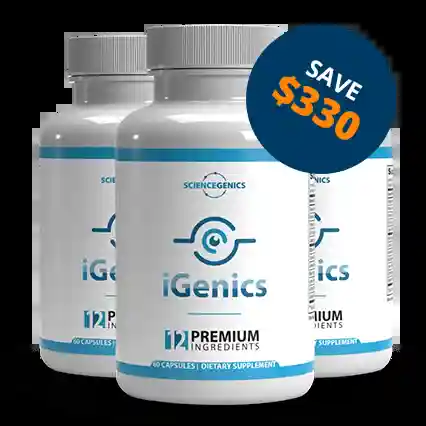 SAVE
$330
SCIENCEGENICS
iGenics
12 PREMIUM
INGREDIENTS
60 CAPSULES | DIETARY SUPPLEMENT